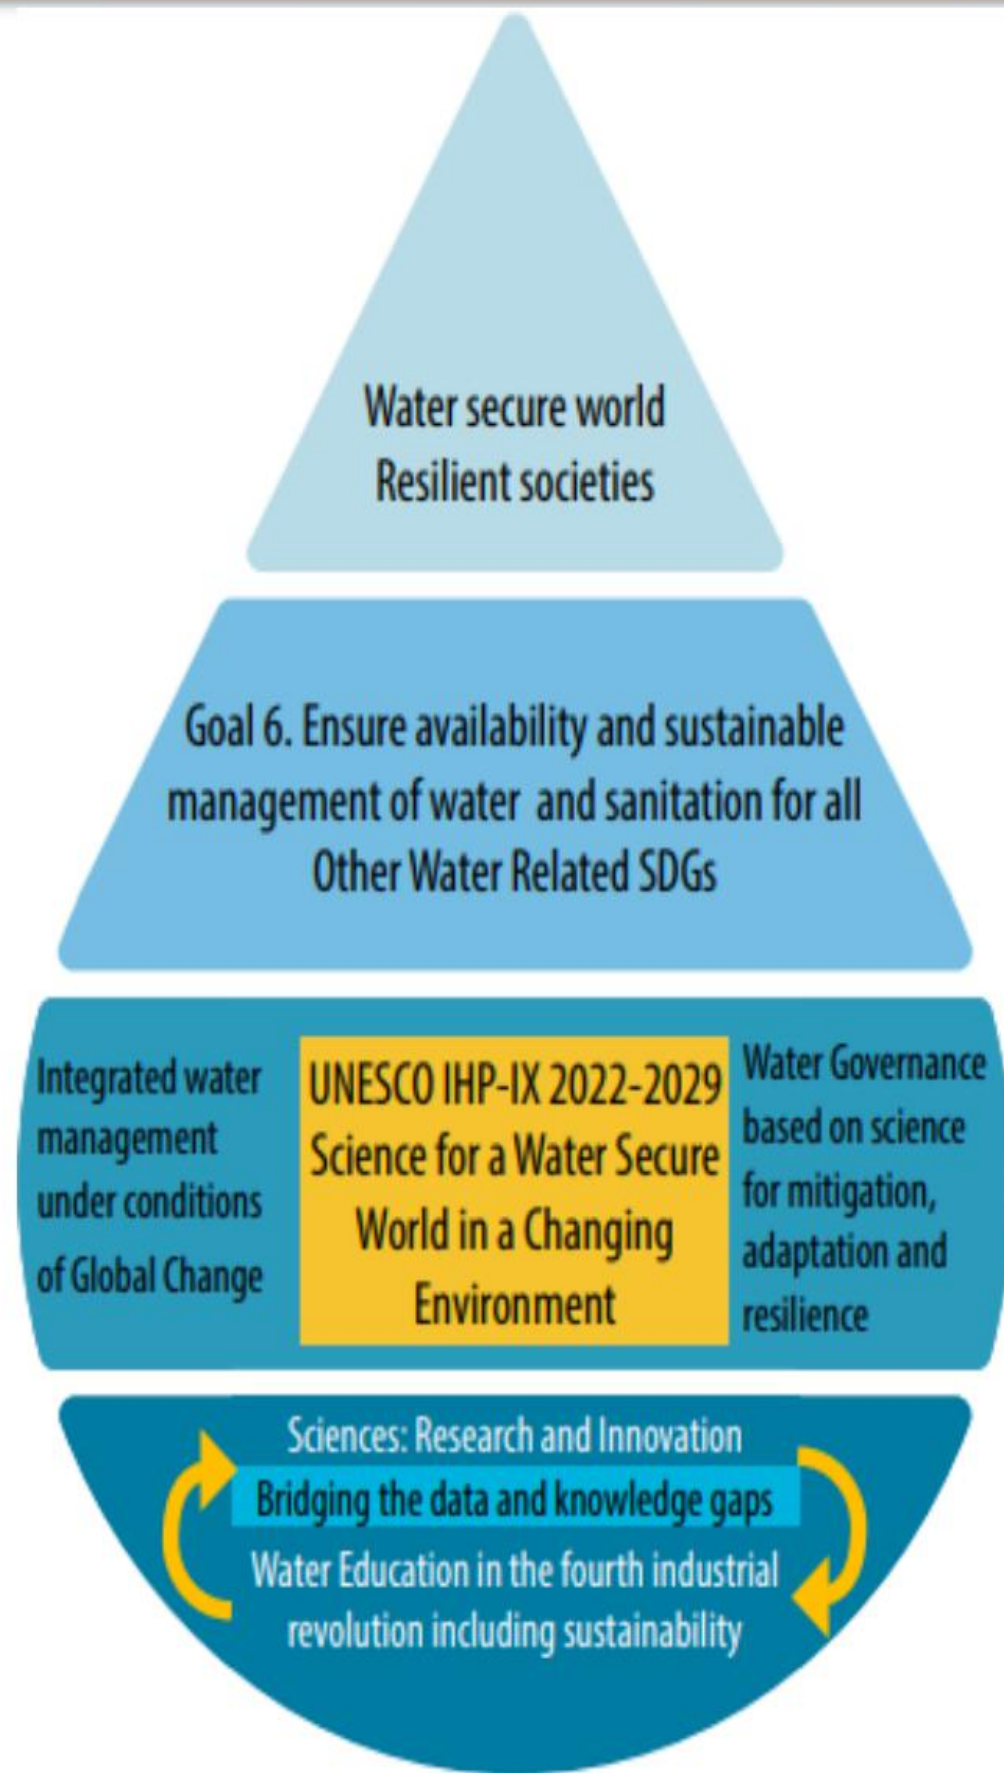 Water secure world
Resilient societies
Goal 6. Ensure availability and sustainable
management of water and sanitation for all
Other Water Related SDGs
Integrated water
management
under conditions
of Global Change
UNESCO IHP-IX 2022-2029
Science for a Water Secure
World in a Changing
Environment
Water Governance
based on science
for mitigation,
adaptation and
resilience
Sciences: Research and Innovation
Bridging the data and knowledge gaps
Water Education in the fourth industrial
revolution including sustainability